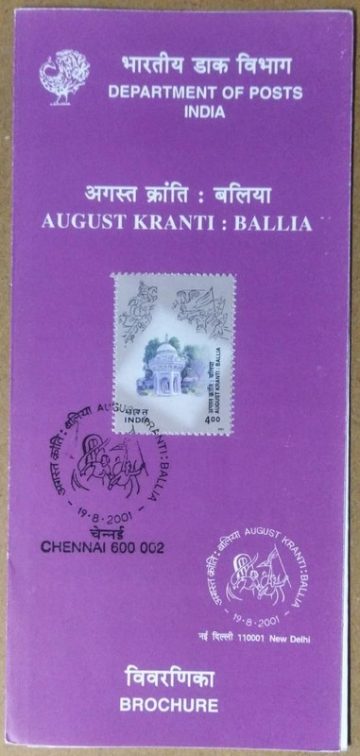 भारतीय डाक विभाग
DEPARTMENT OF POSTS
INDIA
अगस्त क्रांति : बलिया
AUGUST KRANTI : BALLIA
अगस्त क्रांति : बलिया
AUGUST KRANTI : BALLIA
भारत
INDIA
4.00
अगस्त क्रांति : बलिया AUGUST KRANTI : BALLIA
19-8-2001
चेन्नई
CHENNAI 600 002
अगस्त क्रांति : बलिया AUGUST KRANTI : BALLIA
19-8-2001
नई दिल्ली 110001 New Delhi
विवरणिका
BROCHURE